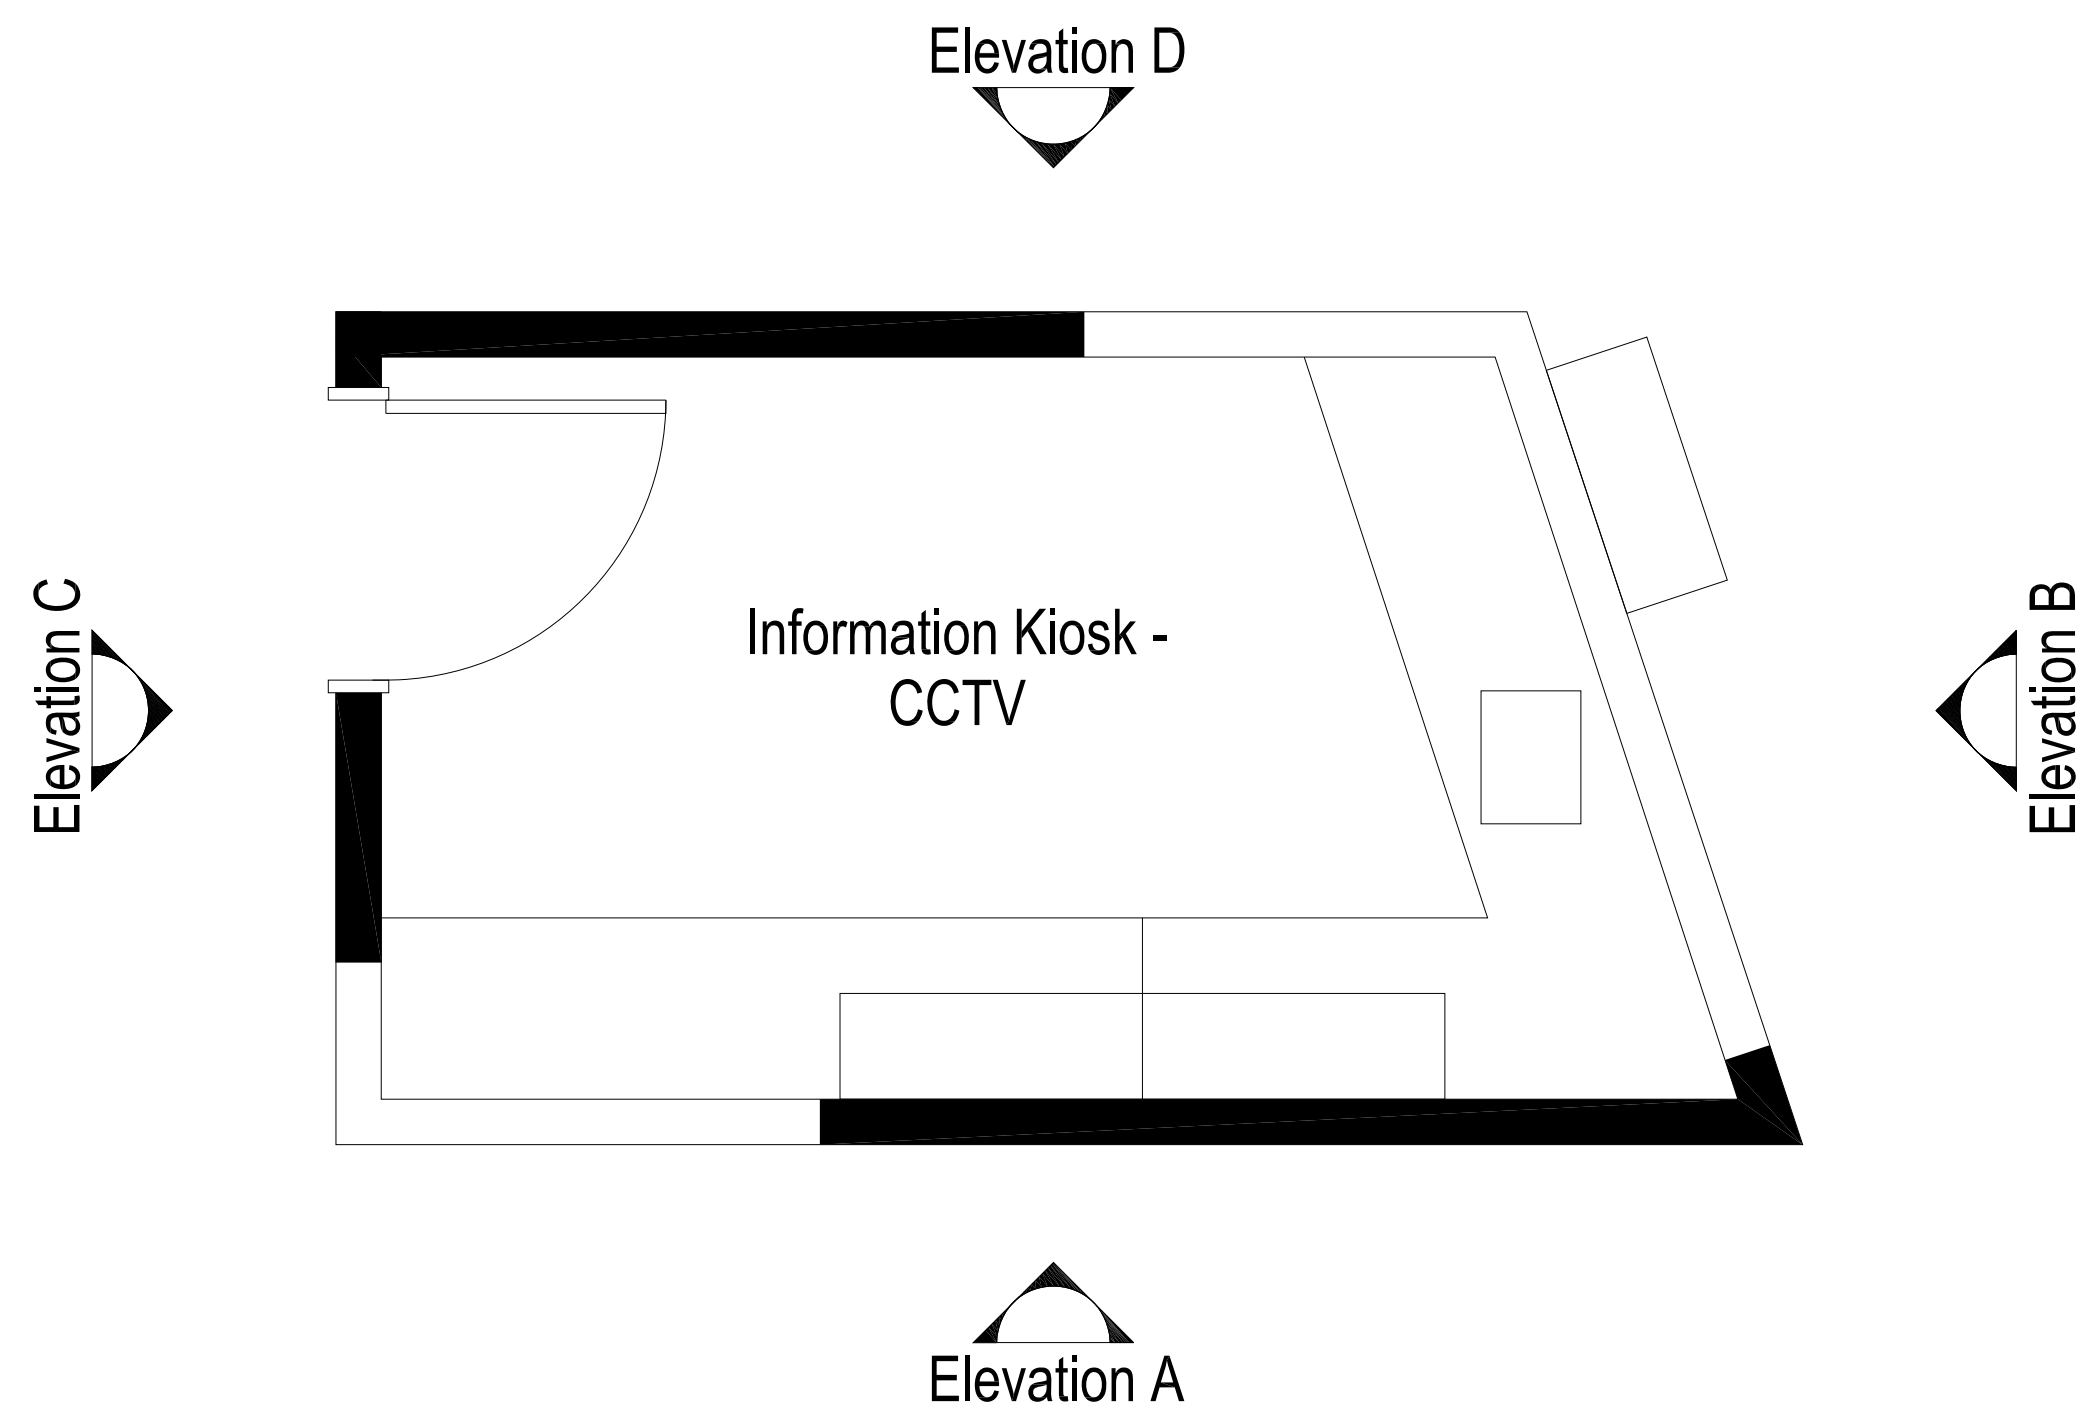 Elevation D
Elevation C
Information Kiosk -
CCTV
Elevation B
Elevation A